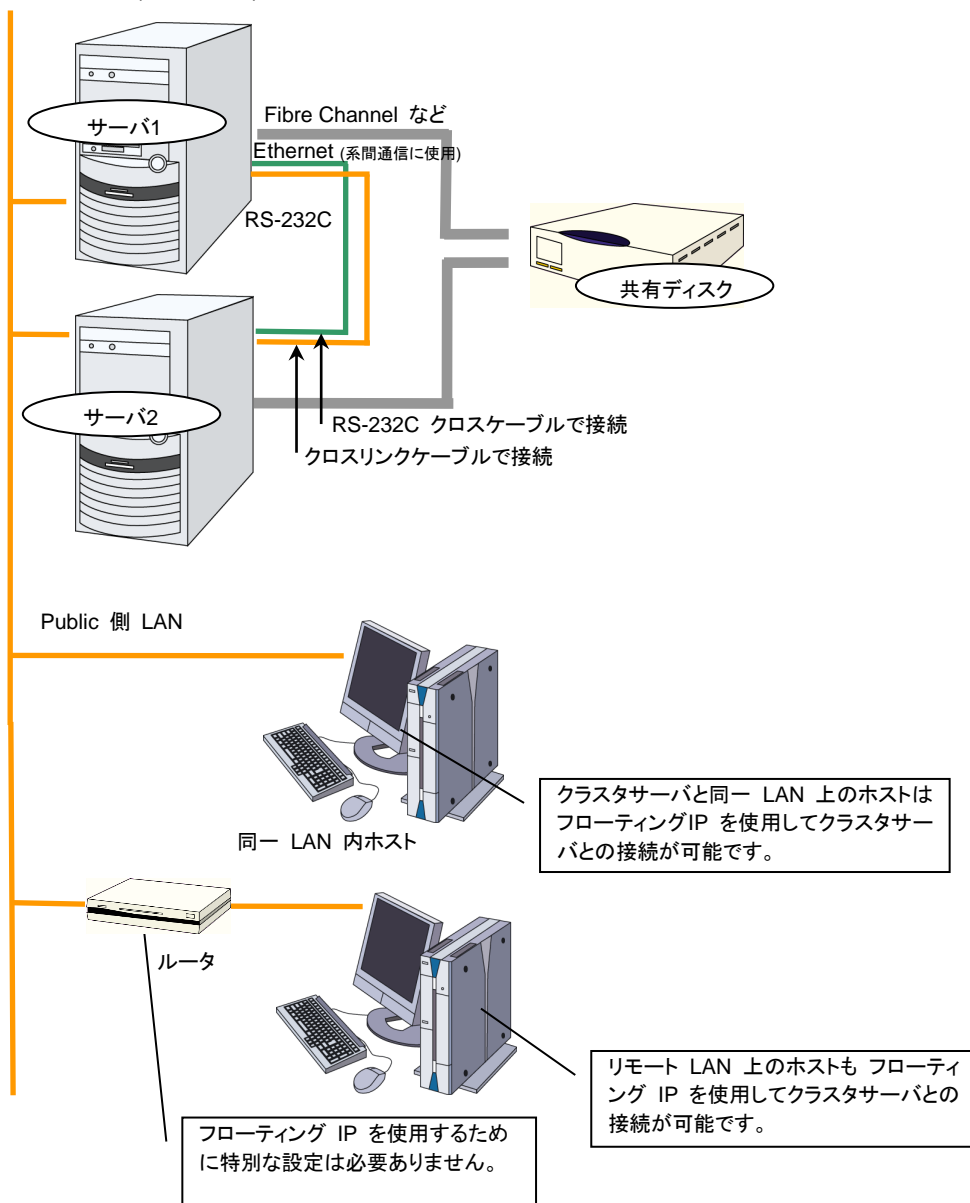 サーバ1
Fibre Channel など
Ethernet (系間通信に使用)
RS-232C
共有ディスク
サーバ2
RS-232C クロスケーブルで接続
クロスリンクケーブルで接続
Public 側 LAN
クラスタサーバと同一 LAN 上のホストは
フローティングIP を使用してクラスタサー
バとの接続が可能です。
同一 LAN 内ホスト
ルータ
リモート LAN 上のホストも フローティ
ング IP を使用してクラスタサーバとの
接続が可能です。
フローティング IP を使用するため
に特別な設定は必要ありません。